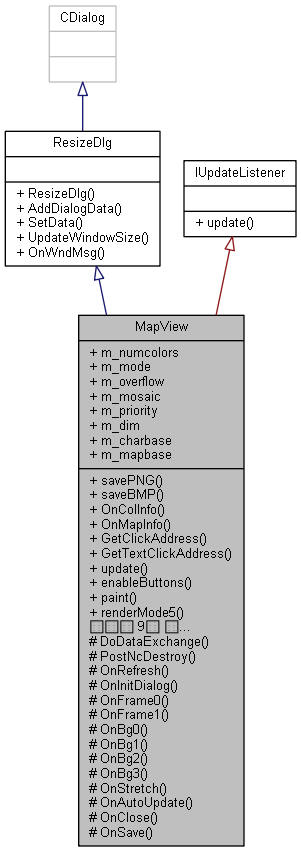 CDialog
ResizeDlg
+ ResizeDlg()
+ AddDialogData()
+ SetData()
+ UpdateWindowSize()
+ OnWndMsg()
IUpdateListener
+ update()
MapView
+ m_numcolors
+ m_mode
+ m_overflow
+ m_mosaic
+ m_priority
+ m_dim
+ m_charbase
+ m_mapbase
+ savePNG()
+ saveBMP()
+ OnColInfo()
+ OnMapInfo()
+ GetClickAddress()
+ GetTextClickAddress()
+ update()
+ enableButtons()
+ paint()
+ renderMode5()
9 ...
# DoDataExchange()
# PostNcDestroy()
# OnRefresh()
# OnInitDialog()
# OnFrame0()
# OnFrame1()
# OnBg0()
# OnBg1()
# OnBg2()
# OnBg3()
# OnStretch()
# OnAutoUpdate()
# OnClose()
# OnSave()